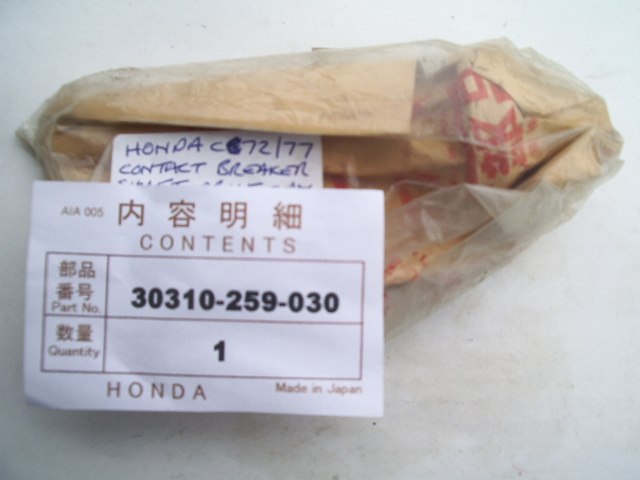 HONDA C72/77
CONTACT BREAKER
AIA 005
内容明細
CONTENTS
部品
番号
Part No.
30310-259-030
数量
Quantity
1
HONDA
Made in Japan